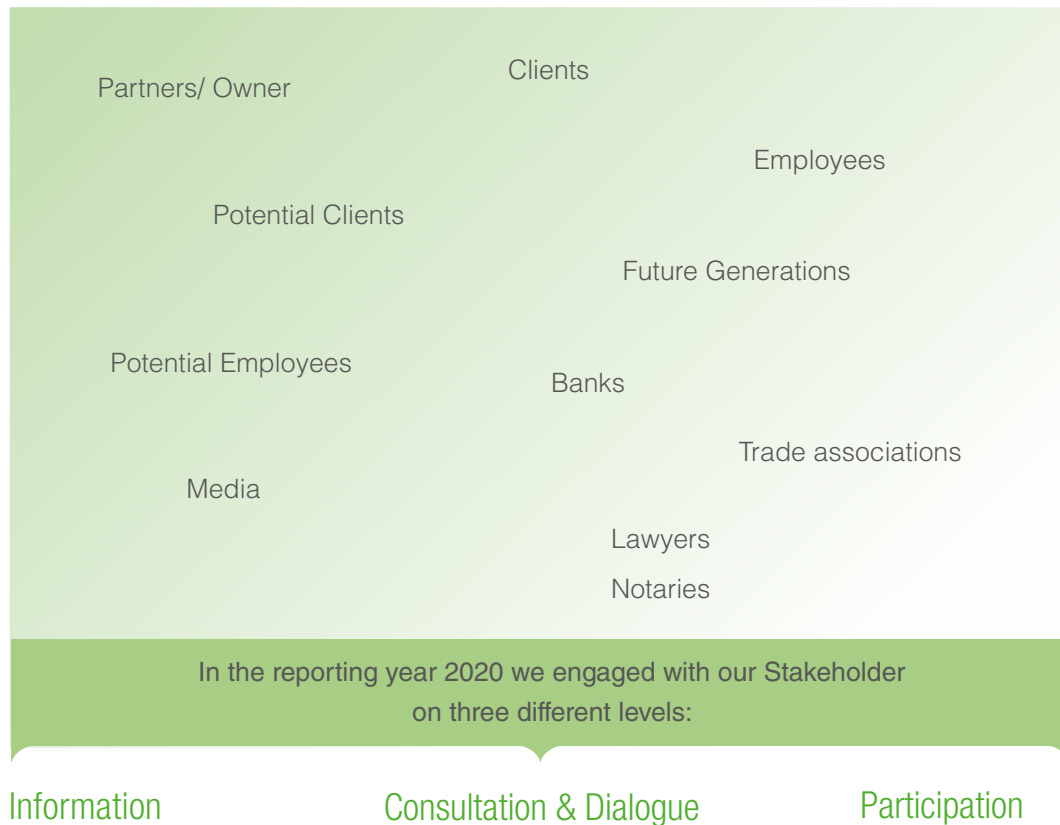 Clients
Partners/ Owner
Employees
Potential Clients
Future Generations
Potential Employees
Banks
Trade associations
Media
Lawyers
Notaries
In the reporting year 2020 we engaged with our Stakeholder
on three different levels:
Information
Consultation & Dialogue
Participation